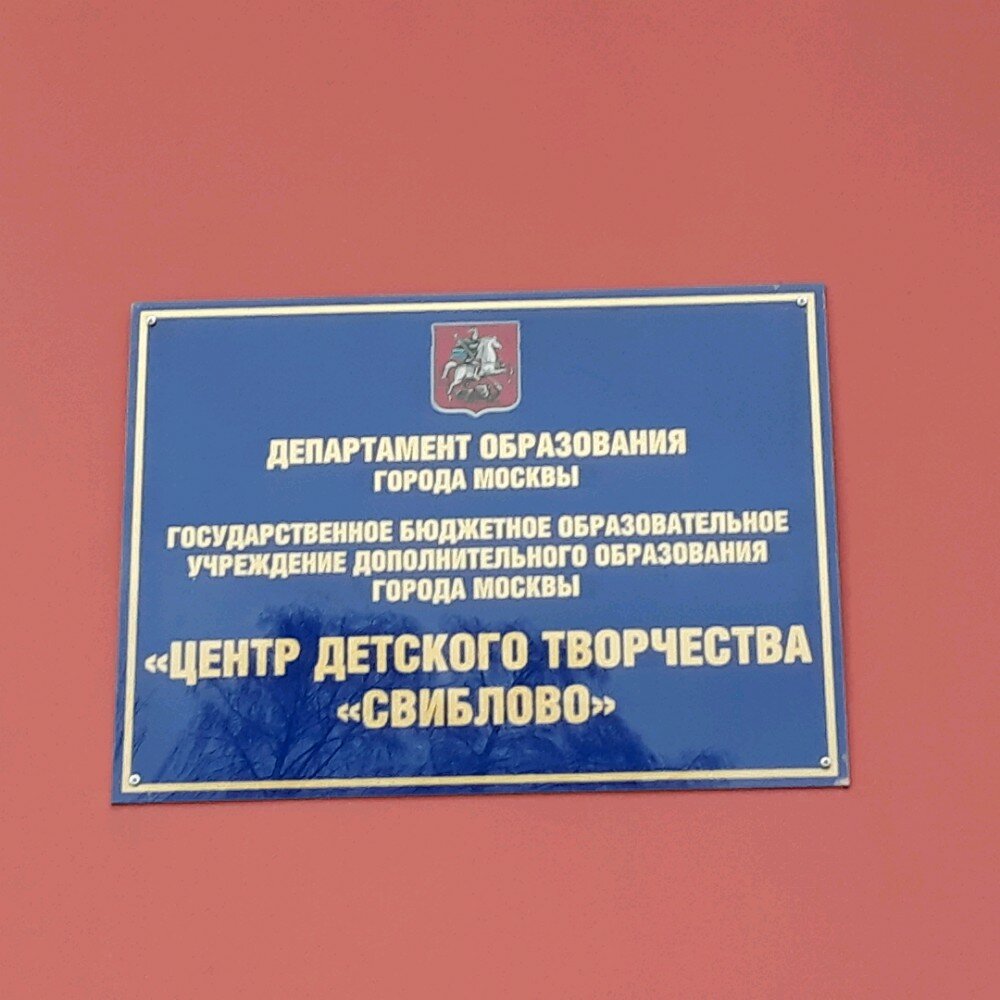 ДЕПАРТАМЕНТ ОБРАЗОВАНИЯ
ГОРОДА МОСКВЫ
ГОСУДАРСТВЕННОЕ БЮДЖЕТНОЕ ОБРАЗОВАТЕЛЬНОЕ
УЧРЕЖДЕНИЕ ДОПОЛНИТЕЛЬНОГО ОБРАЗОВАНИЯ
ГОРОДА МОСКВЫ
«ЦЕНТР ДЕТСКОГО ТВОРЧЕСТВА
«СВИБЛОВО»